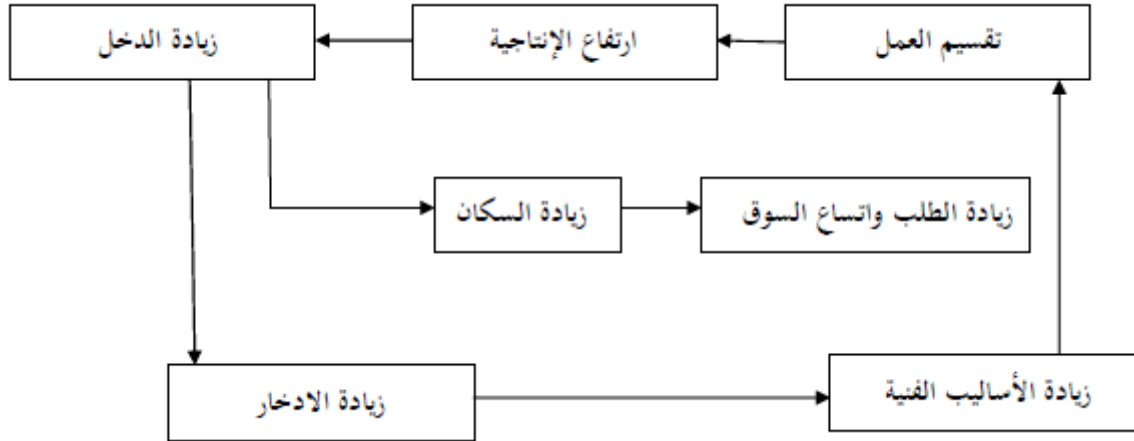 تقسيم العمل
ارتفاع الإنتاجية
زيادة الدخل
زيادة الطلب واتساع السوق
زيادة السكان
زيادة الأساليب الفنية
زيادة الادخار